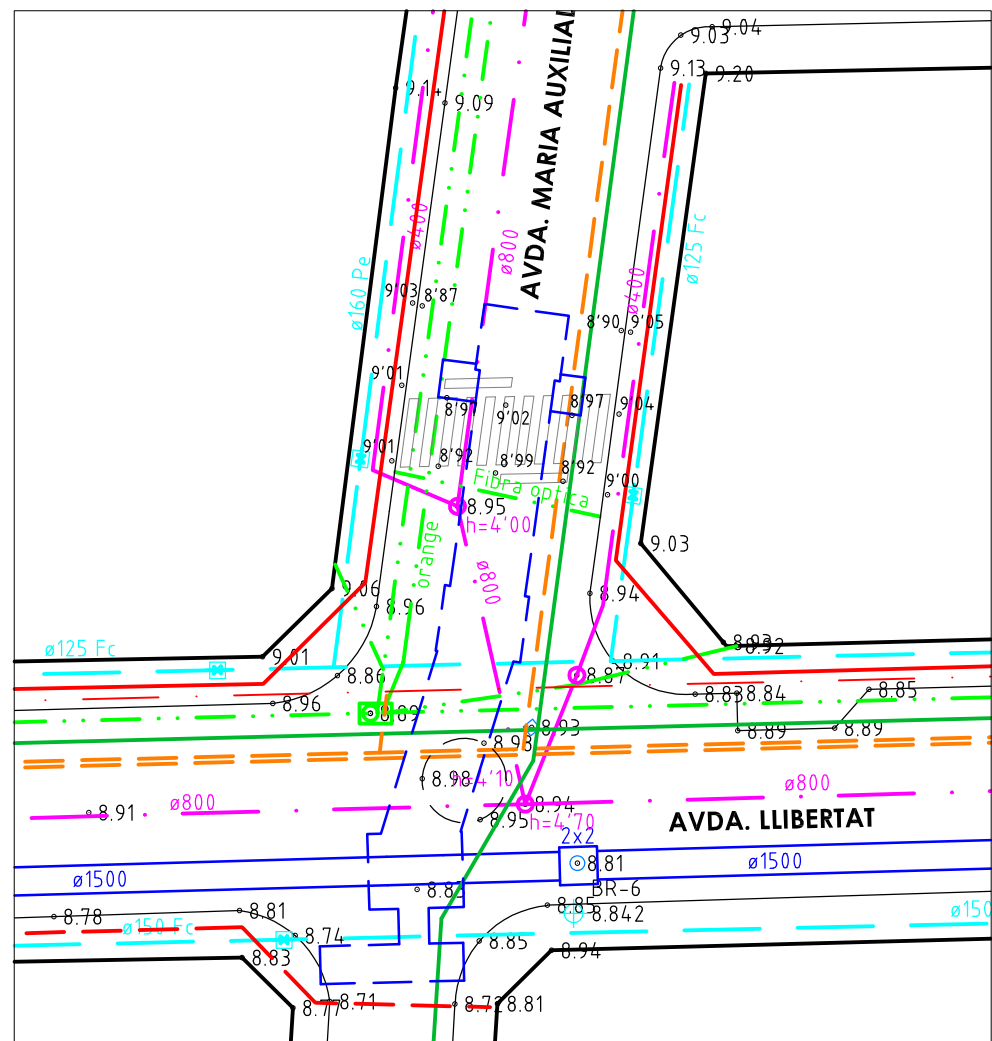 9.04
9.03
9.13
9.20
9.1
9.09
AVDA. MARIA AUXILIAD
ø400
ø800
ø125 Fc
ø160 Pe
ø400
9'03
8'87
8'90
9'05
9'01
8'97
9'02
8'97
9'04
9'01
8'92
8'99
8'92
9'00
Fibra optica
8.95
h=4'00
orange
ø800
9.03
9.06
8.96
8.94
ø125 Fc
9.01
8.86
8.87
8.91
8.93
8.92
8.96
8.89
8.83
8.84
8.85
8.93
8.93
8.89
8.89
8.98
h=4'10
ø800
ø800
8.91
8.94
8.95
h=4'70
AVDA. LLIBERTAT
2x2
8.81
ø1500
ø1500
8.83
BR-6
8.85
8.842
8.78
8.81
ø150 Fc
ø150
8.74
8.85
8.94
8.83
8.77
8.71
8.72
8.81